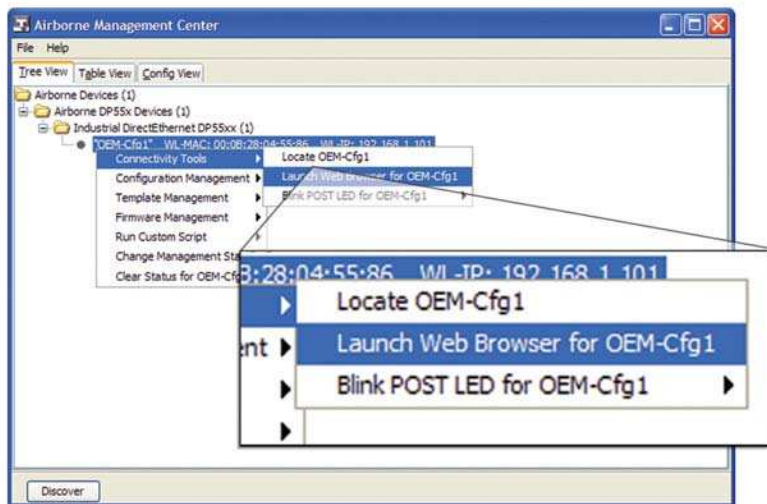 Airborne Management Center
File Help
Tree View Table View Config View
Airborne Devices (1)
Airborne DP55x Devices (1)
Industrial DirectEthernet DP55xx (1)
"OEM-Cfg1" WL-MAC: 00:0B:28:04:55:86 WL-IP: 192.168.1.101
Connectivity Tools
Configuration Management
Template Management
Firmware Management
Run Custom Script
Change Management Sta
Clear Status for OEM-Cfg
Locate OEM-Cfg1
Launch Web Browser for OEM-Cfg1
Blink POST LED for OEM-Cfg1
B:28:04:55:86 WL-IP: 192.168.1.101
Locate OEM-Cfg1
ent Launch Web Browser for OEM-Cfg1
Blink POST LED for OEM-Cfg1
Discover